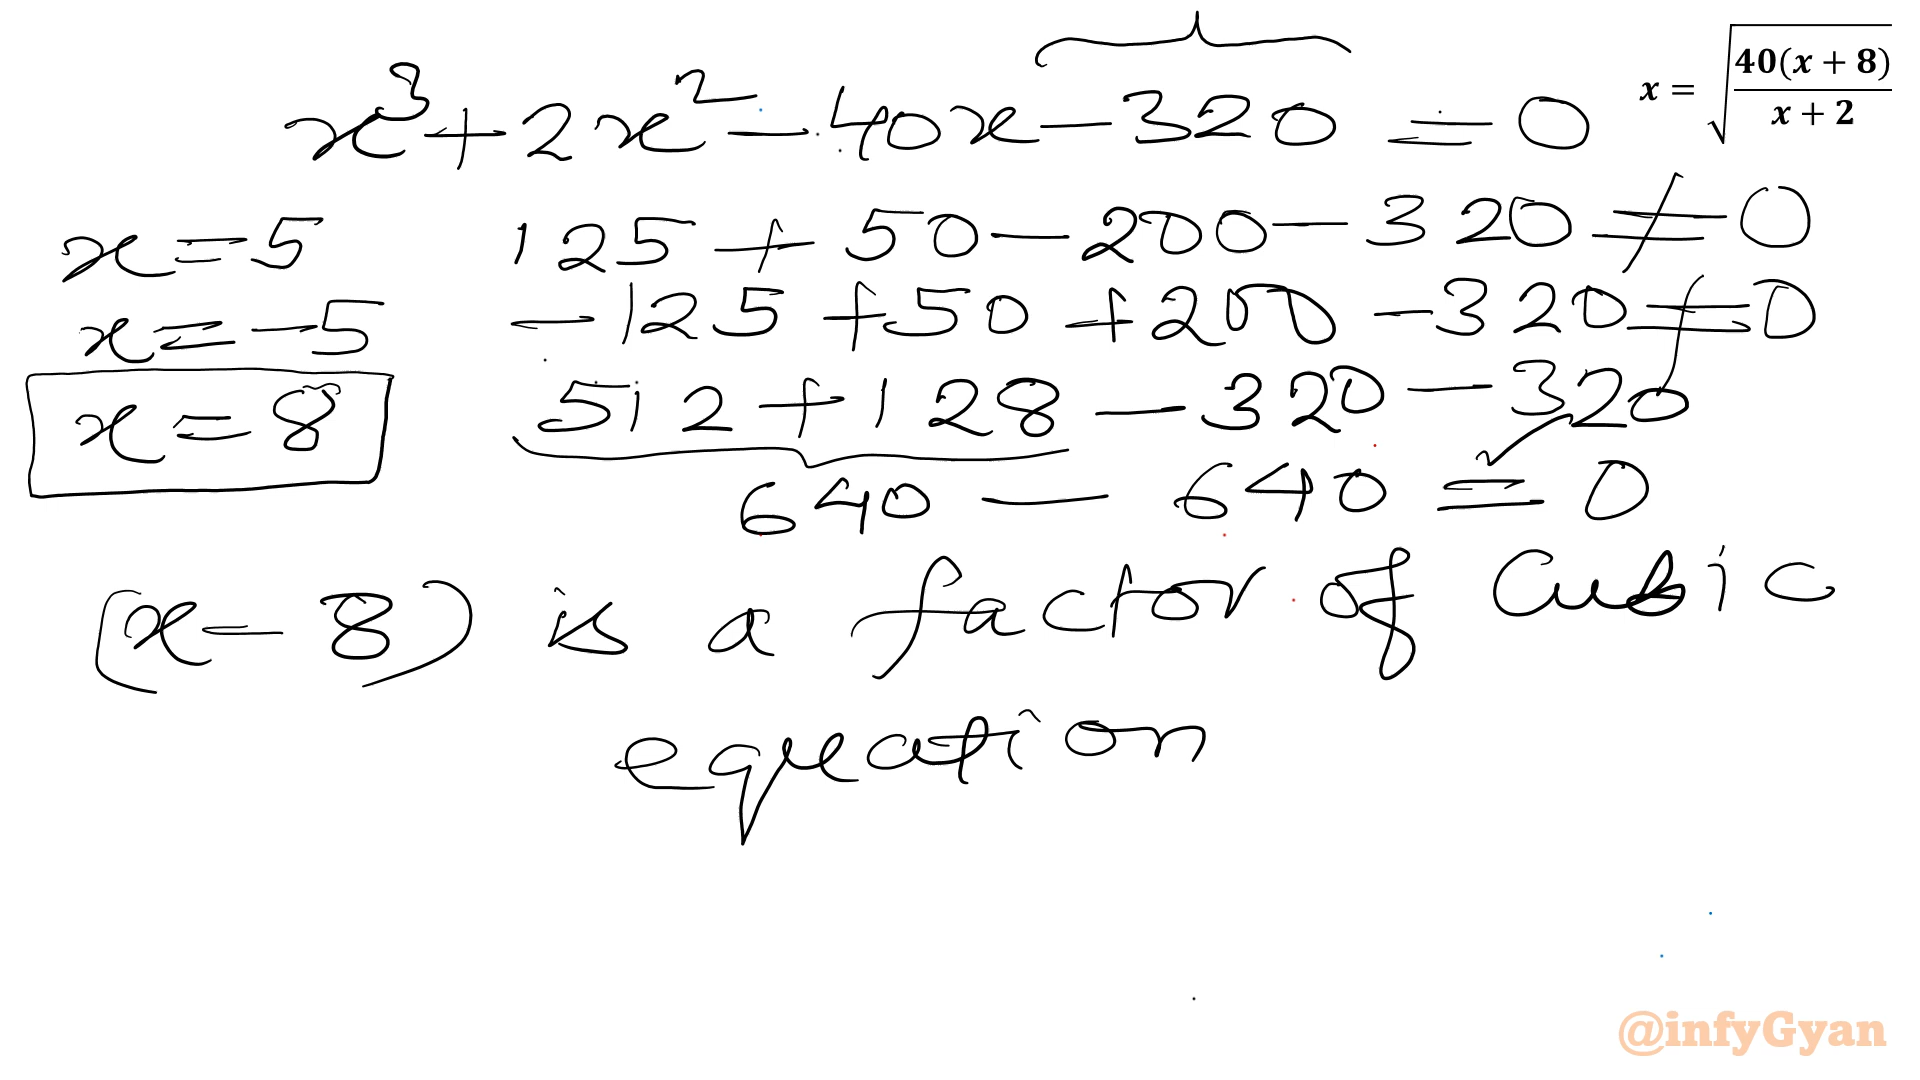 x³ + 2x² - 40x - 320 = 0
x = √(40(x + 8)/(x + 2))
x = 5 125 + 50 - 200 - 320 ≠ 0
x = -5 -125 + 50 + 200 - 320 ≠ 0
x = 8 512 + 128 - 320 - 320
640 - 640 = 0
(x - 8) is a factor of Cubic
equation
@infyGyan